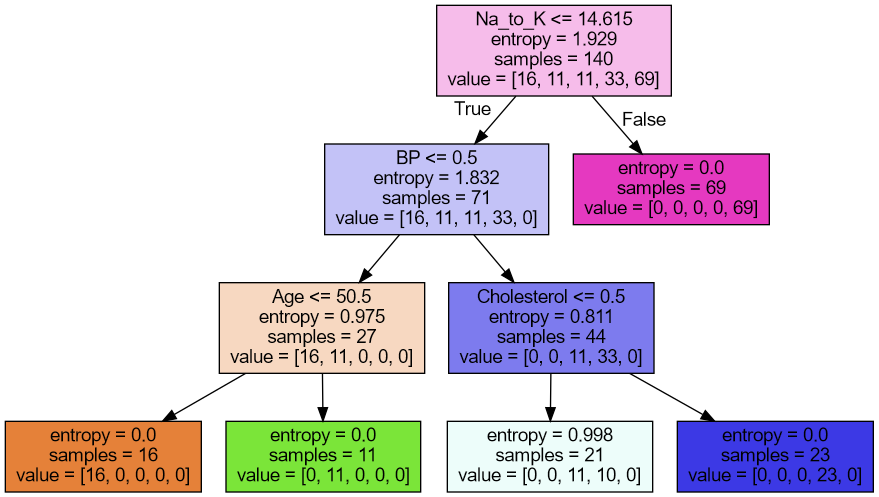 Na_to_K <= 14.615
entropy = 1.929
samples = 140
value = [16, 11, 11, 33, 69]
True
False
BP <= 0.5
entropy = 1.832
samples = 71
value = [16, 11, 11, 33, 0]
entropy = 0.0
samples = 69
value = [0, 0, 0, 0, 69]
Age <= 50.5
entropy = 0.975
samples = 27
value = [16, 11, 0, 0, 0]
Cholesterol <= 0.5
entropy = 0.811
samples = 44
value = [0, 0, 11, 33, 0]
entropy = 0.0
samples = 16
value = [16, 0, 0, 0, 0]
entropy = 0.0
samples = 11
value = [0, 11, 0, 0, 0]
entropy = 0.998
samples = 21
value = [0, 0, 11, 10, 0]
entropy = 0.0
samples = 23
value = [0, 0, 0, 23, 0]